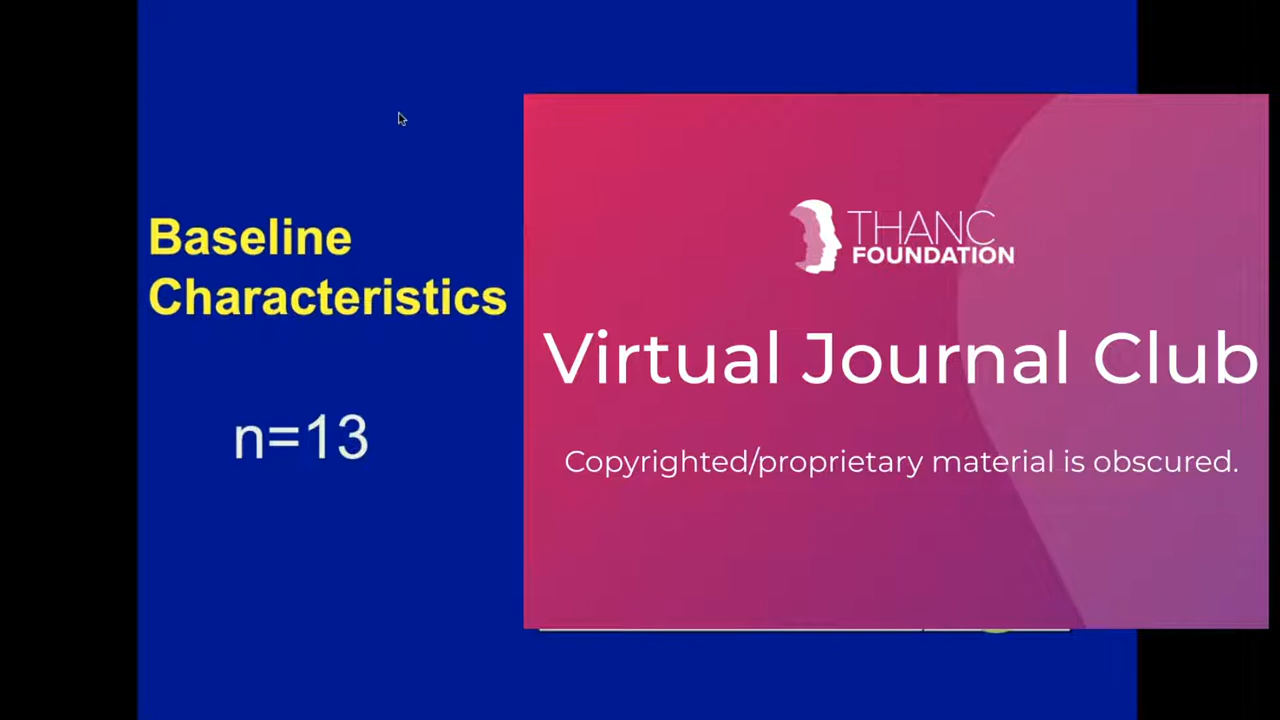 Baseline
Characteristics
n=13
THANC
FOUNDATION
Virtual Journal Club
Copyrighted/proprietary material is obscured.